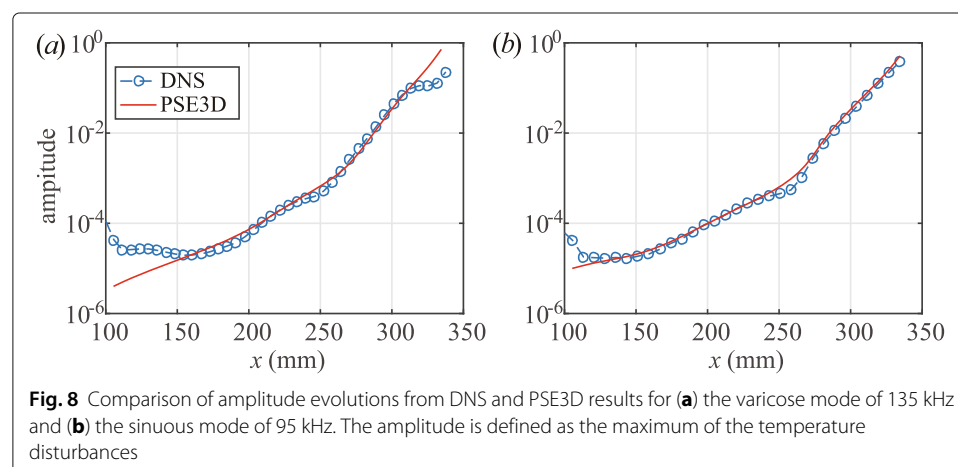 (a) 10^0
DNS
PSE3D
10^-2
ampitude
10^-4
10^-6
100 150 200 250 300 350
x (mm)
(b) 10^0
10^-2
10^-4
10^-6
100 150 200 250 300 350
x (mm)
Fig. 8 Comparison of amplitude evolutions from DNS and PSE3D results for (a) the varicose mode of 135 kHz
and (b) the sinuous mode of 95 kHz. The amplitude is defined as the maximum of the temperature
disturbances